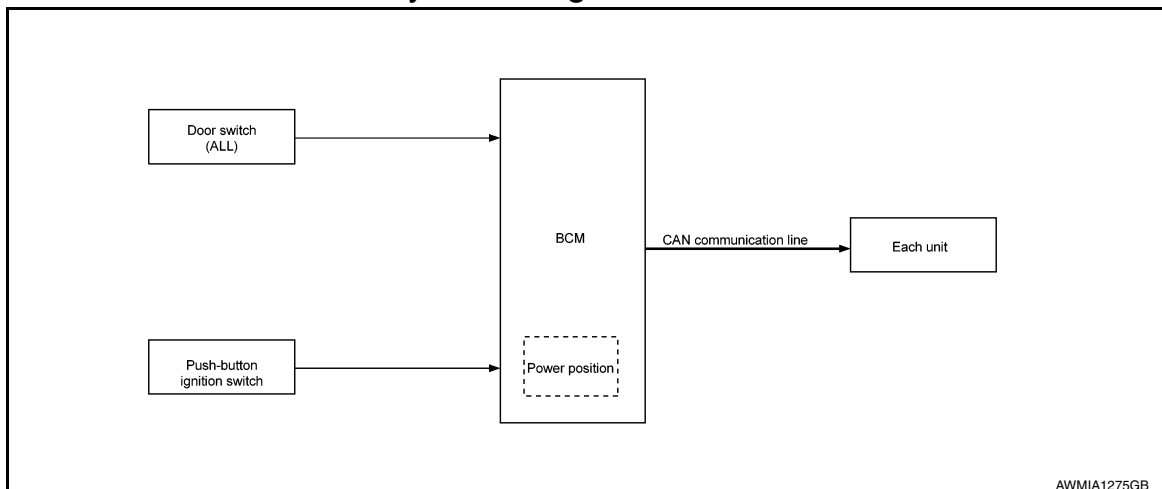 Door switch
(ALL)
BCM
CAN communication line
Each unit
Push-button
ignition switch
Power position
AWMIA1275GB